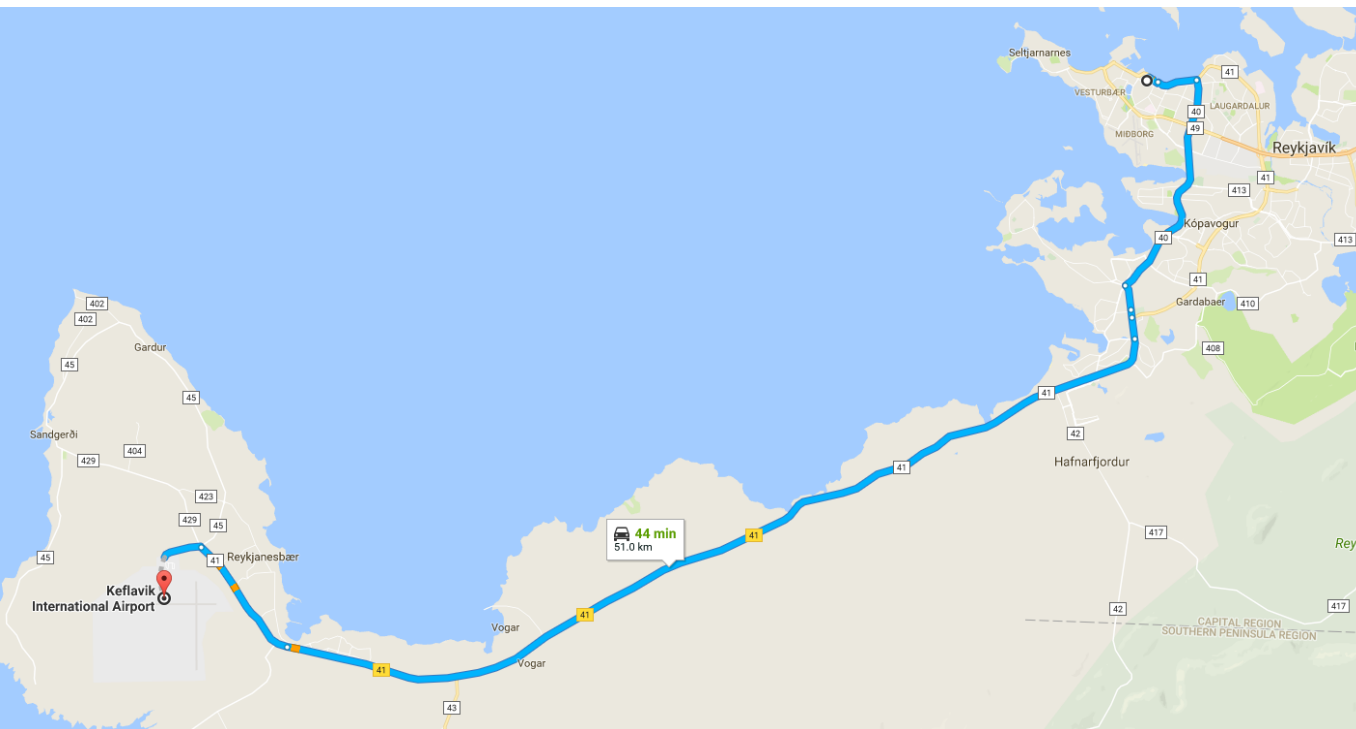 Seltjarnarnes
41
VESTURBÆR
LAUGARDALUR
40
49
MIÐBORG
Reykjavík
41
413
Kópavogur
40
413
41
Gardabaer
410
402
402
Gardur
408
45
45
41
Sandgerði
42
404
429
Hafnarfjordur
41
423
429
45
44 min
51.0 km
41
417
Rey
45
41
Reykjanesbær
Keflavik
International Airport
41
42
417
CAPITAL REGION
SOUTHERN PENINSULA REGION
Vogar
Vogar
41
43